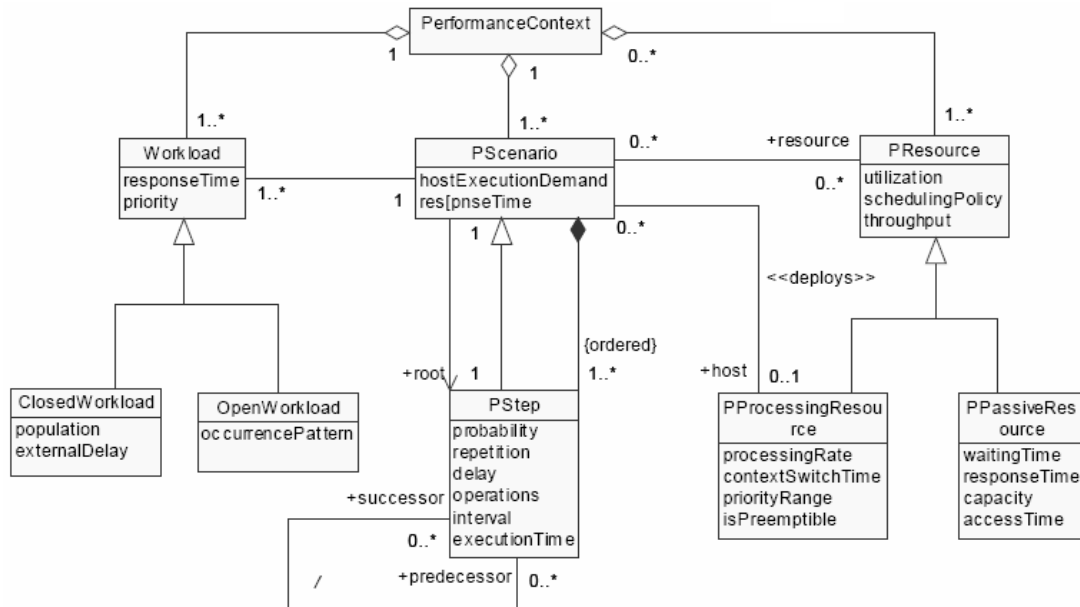 PerformanceContext
1
1
0..*
1..*
1..*
1..*
Workload
responseTime
priority
1..*
1
PScenario
hostExecutionDemand
res[pnseTime
0..*
+resource
0..*
PResource
utilization
schedulingPolicy
throughput
1
0..*
<<deploys>>
{ordered}
+root
1
1..*
+host
0..1
ClosedWorkload
population
externalDelay
OpenWorkload
occurrencePattern
PStep
probability
repetition
delay
operations
interval
executionTime
PProcessingResou
rce
processingRate
contextSwitchTime
priorityRange
isPreemptible
PPassiveRes
ource
waitingTime
responseTime
capacity
accessTime
+successor
0..*
/
+predecessor
0..*